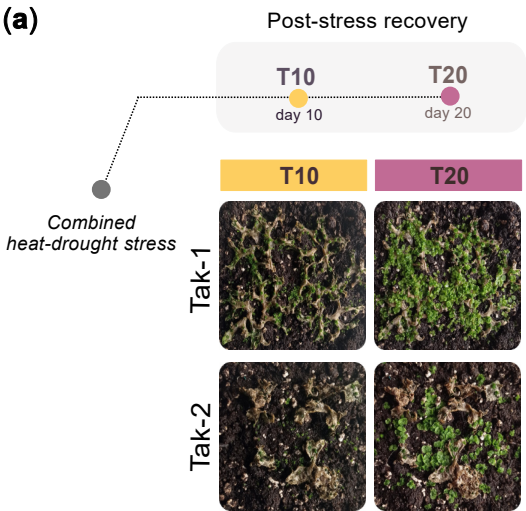 (a)
Post-stress recovery
T10
T20
day 10
day 20
Combined
heat-drought stress
T10
T20
Tak-1
Tak-2